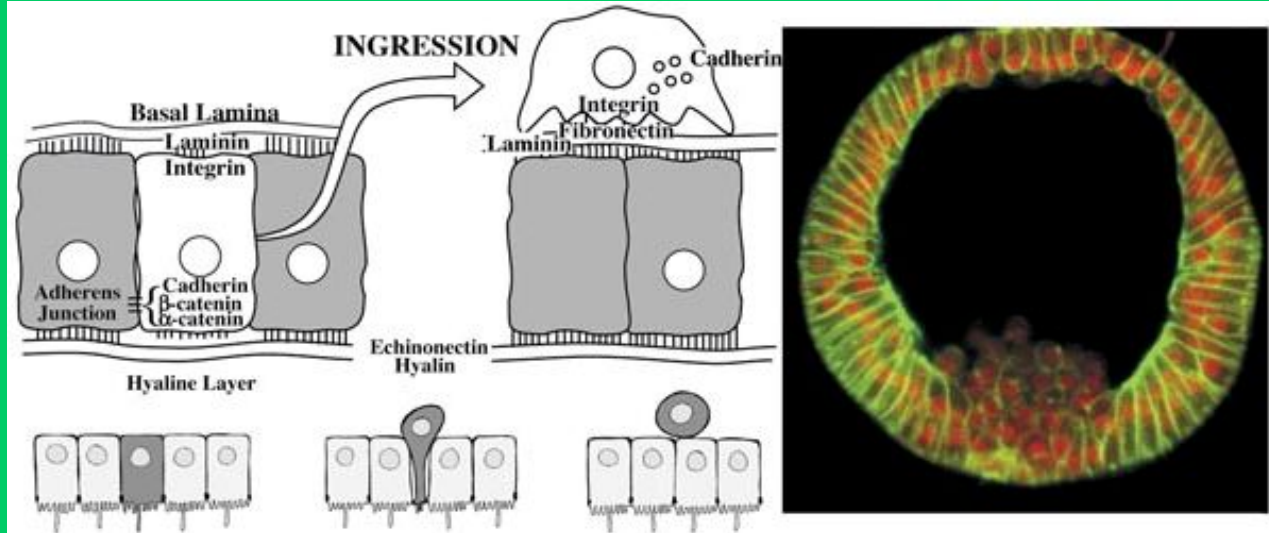 INGRESSION
Basal Lamina
Laminin
Integrin
Adherens
Junction
Cadherin
β-catenin
α-catenin
Hyaline Layer
Cadherin
Integrin
Fibronectin
Laminin
Echinonectin
Hyalin